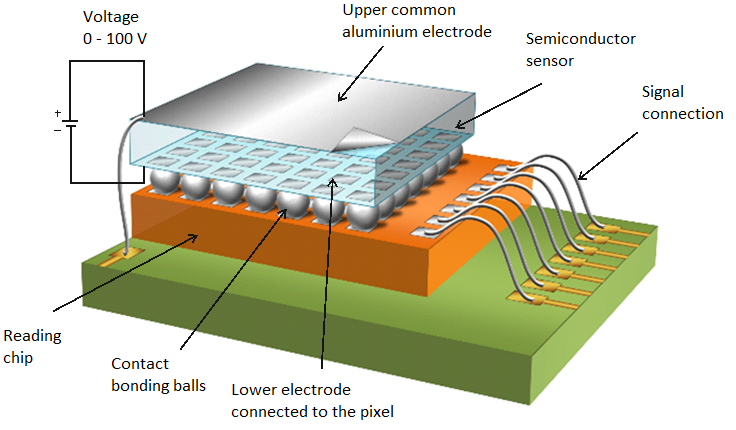 Voltage
0 - 100 V
Upper common
aluminium electrode
Semiconductor
sensor
Signal
connection
+
–
Reading
chip
Contact
bonding balls
Lower electrode
connected to the pixel